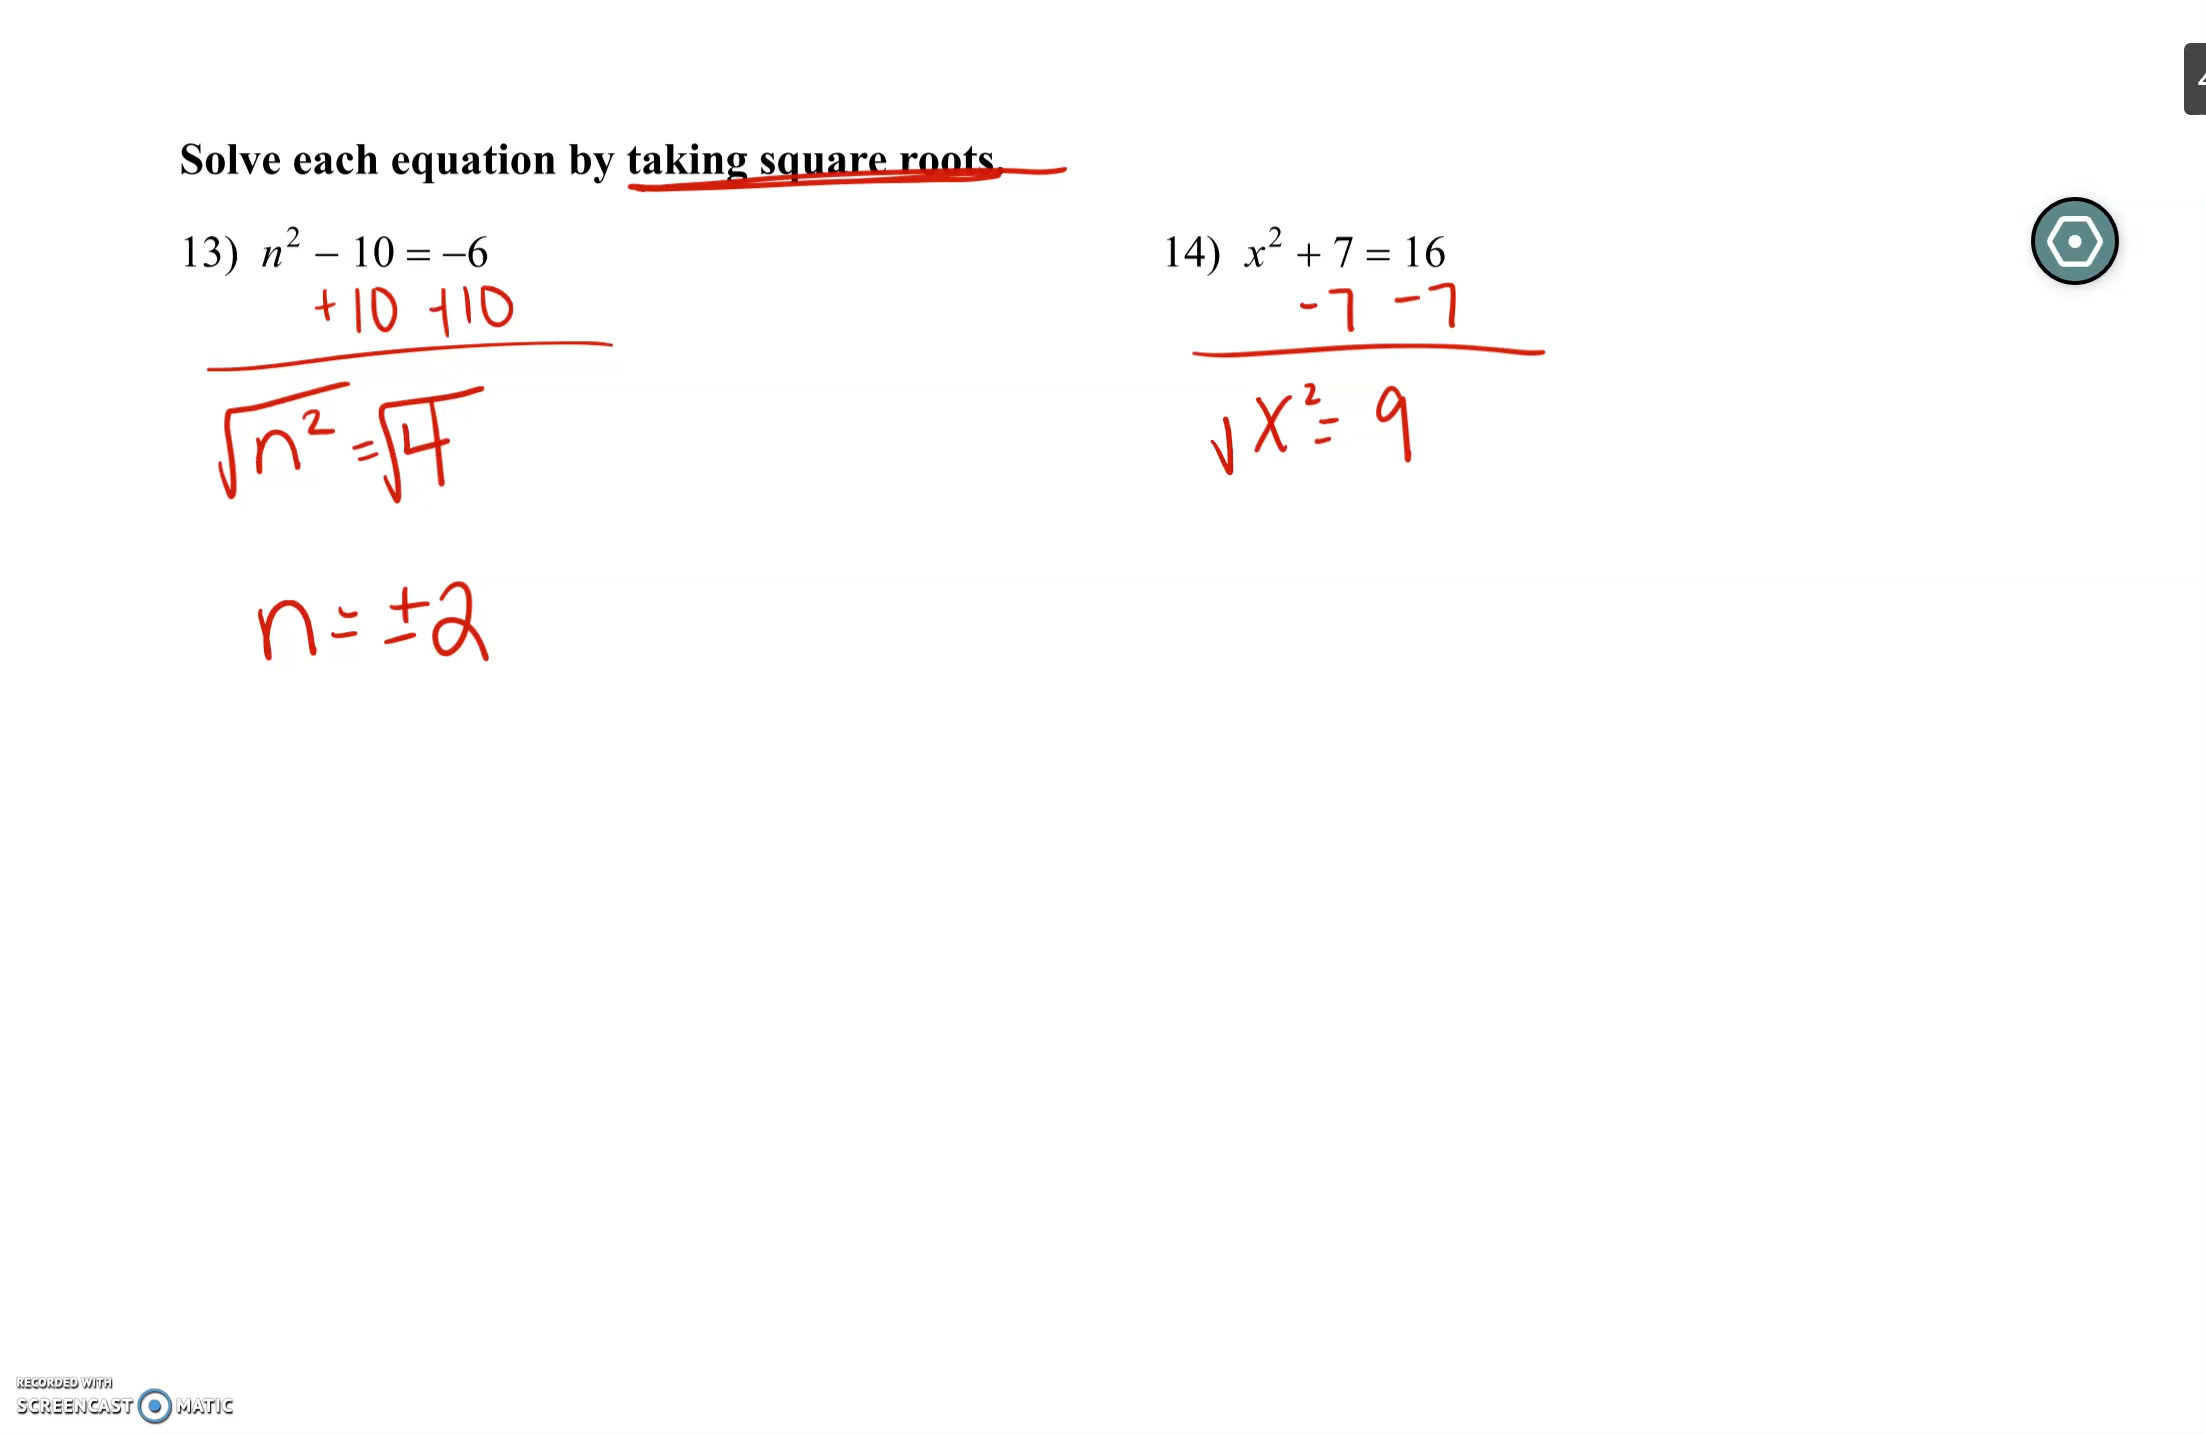 Solve each equation by taking square roots.
13) n² − 10 = −6
+10 +10
√n² = √4
n = ±2
14) x² + 7 = 16
-7 -7
√x² = 9
RECORDED WITH
SCREENCAST MATIC